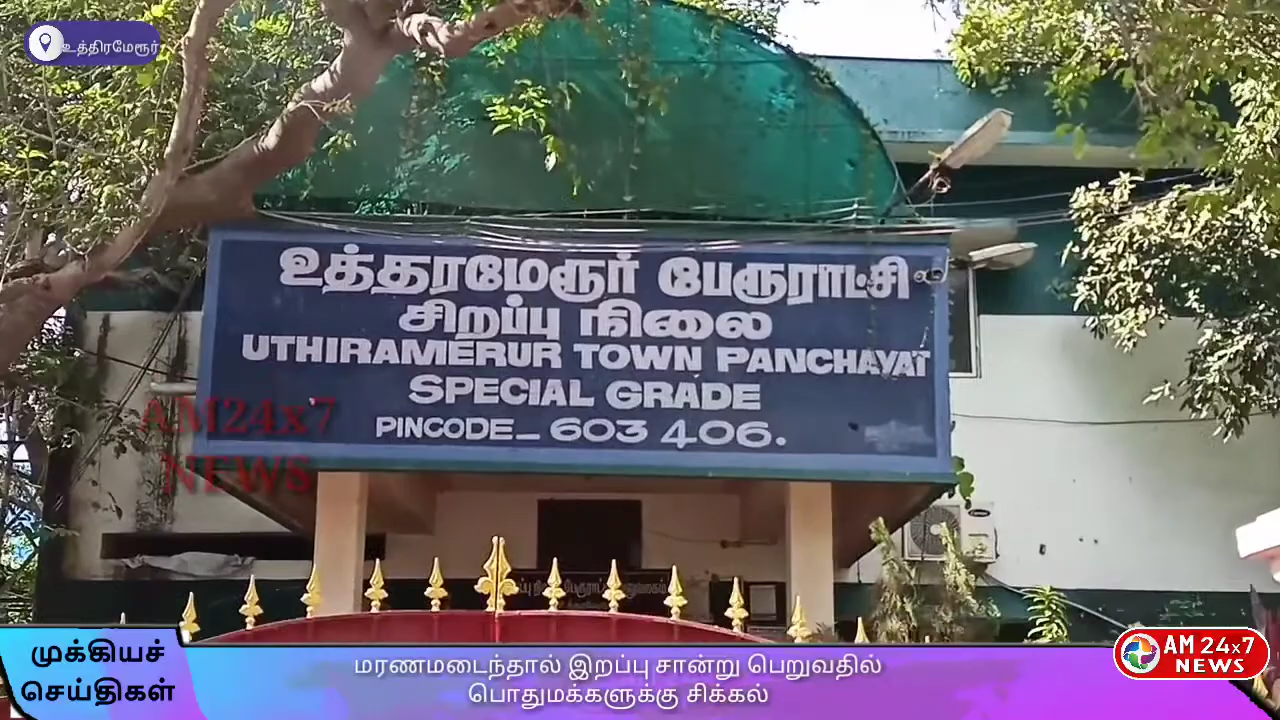 உத்திரமேரூர்
உத்தரமேரூர் பேரூராட்சி
சிறப்பு நிலை
UTHIRAMERUR TOWN PANCHAYAT
SPECIAL GRADE
PINCODE_ 603 406.
AM24x7
NEWS
முக்கியச்
செய்திகள்
மரணமடைந்தால் இறப்பு சான்று பெறுவதில்
பொதுமக்களுக்கு சிக்கல்
AM 24x7
NEWS